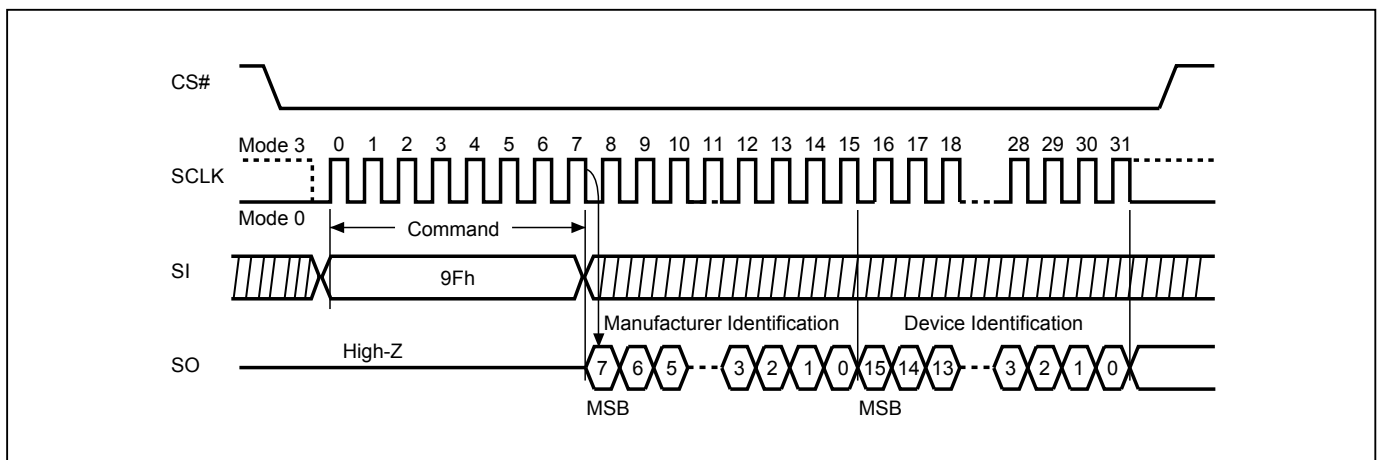 CS#
Mode 3 0 1 2 3 4 5 6 7 8 9 10 11 12 13 14 15 16 17 18 28 29 30 31
SCLK
Mode 0
Command
SI
9Fh
Manufacturer Identification Device Identification
High-Z
SO
7 6 5 3 2 1 0 15 14 13 3 2 1 0
MSB MSB